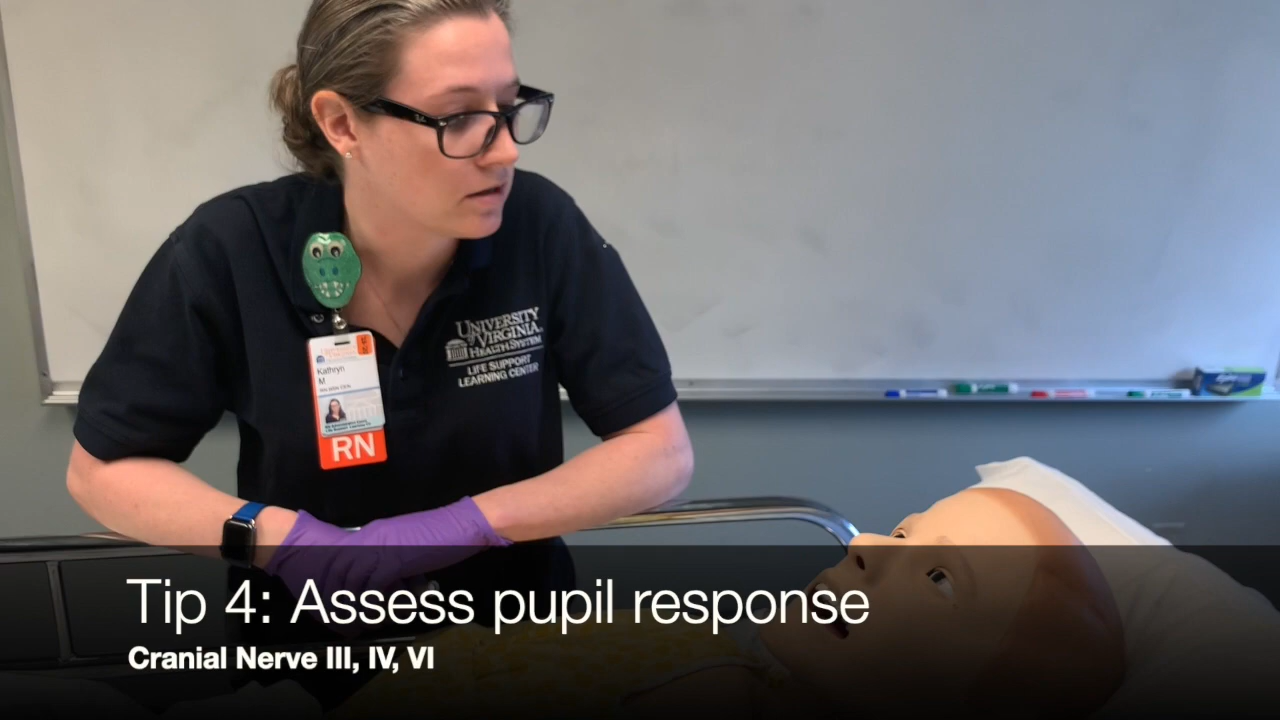 UNIVERSITY
of VIRGINIA
HEALTH SYSTEM
LIFE SUPPORT
LEARNING CENTER
Kathryn
M
RN
Tip 4: Assess pupil response
Cranial Nerve III, IV, VI